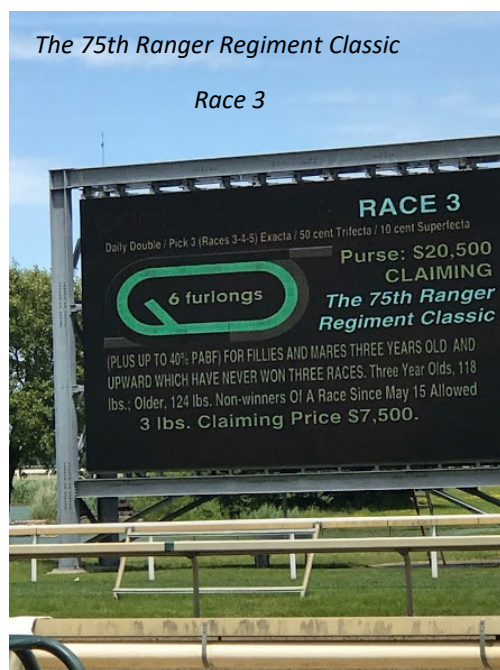 The 75th Ranger Regiment Classic
Race 3
RACE 3
Daily Double / Pick 3 (Races 3-4-5) Exacta / 50 cent Trifecta / 10 cent Superfecta
Purse: $20,500
CLAIMING
6 furlongs
The 75th Ranger
Regiment Classic
(PLUS UP TO 40% PABF) FOR FILLIES AND MARES THREE YEARS OLD AND
UPWARD WHICH HAVE NEVER WON THREE RACES. Three Year Olds, 118
lbs.; Older, 124 lbs. Non-winners Of A Race Since May 15 Allowed
3 lbs. Claiming Price $7,500.